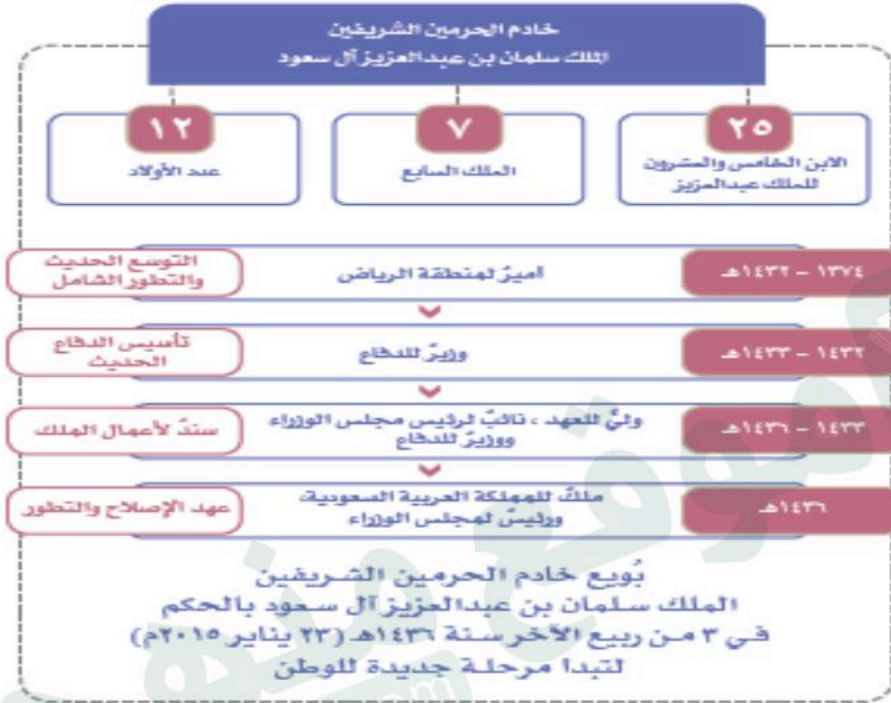 خادم الحرمين الشريفين
الملك سلمان بن عبدالعزيز آل سعود
٢٥
الابن الخامس والعشرون
للملك عبدالعزيز
٧
الملك السابع
١٢
عدد الأولاد
١٣٧٤ – ١٤٣٢هـ
أميرٌ لمنطقة الرياض
التوسع الحديث
والتطور الشامل
١٤٣٢ – ١٤٣٣هـ
وزيرٌ للدفاع
تأسيس الدفاع
الحديث
١٤٣٣ – ١٤٣٦هـ
وليٌّ للعهد ، نائبٌ لرئيس مجلس الوزراء
ووزيرٌ للدفاع
سندٌ لأعمال الملك
١٤٣٦هـ
ملكٌ للمملكة العربية السعودية،
ورئيسٌ لمجلس الوزراء
عهد الإصلاح والتطور
بُويع خادم الحرمين الشريفين
الملك سلمان بن عبدالعزيز آل سعود بالحكم
في ٣ من ربيع الآخر سنة ١٤٣٦هـ (٢٣ يناير ٢٠١٥م)
لتبدأ مرحلة جديدة للوطن
موقع منه
com